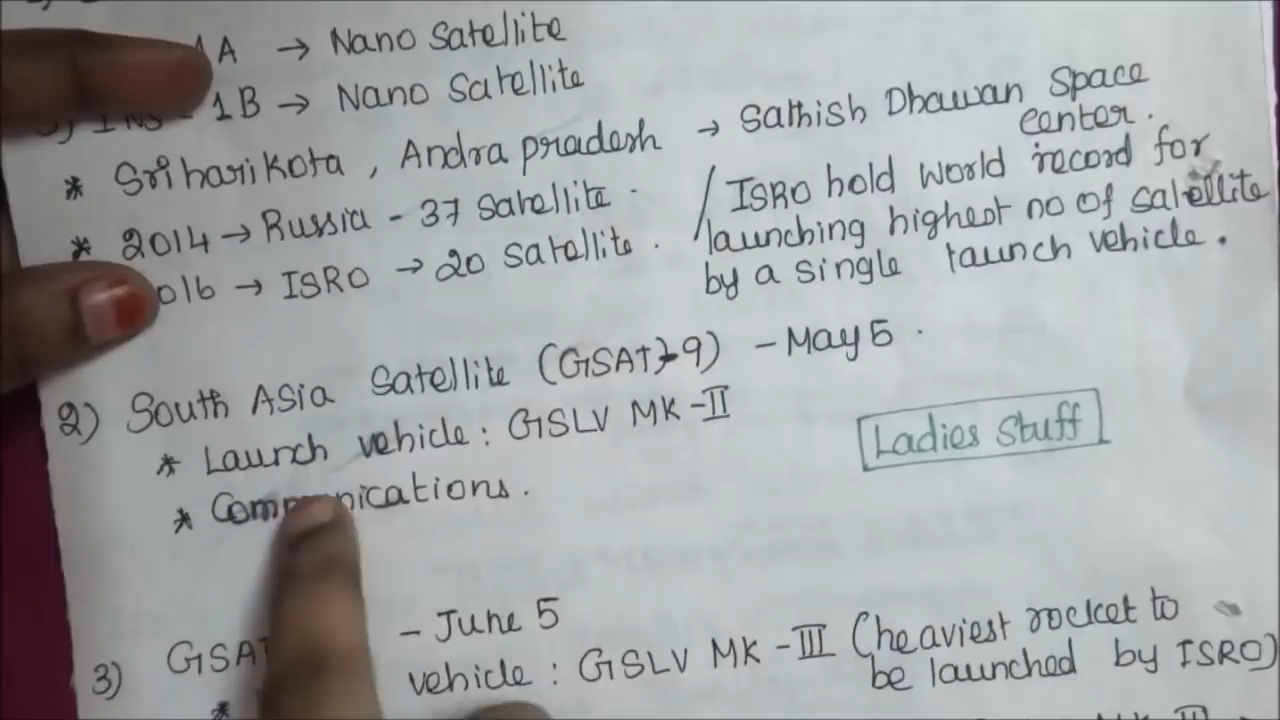 1A → Nano Satellite
1B → Nano Satellite
* Sriharikota, Andra pradesh → Sathish Dhawan Space center.
* 2014 → Russia - 37 Satellite.
016 → ISRO → 20 Satellite.
/ ISRO hold world record for
launching highest no of Satellite
by a single launch vehicle.
2) South Asia Satellite (GSAT)-9) - May 5.
* Launch vehicle: GSLV MK-II
* Communications.
Ladies Stuff
3) GSAT - June 5
* vehicle: GSLV MK-III (heaviest rocket to
be launched by ISRO)